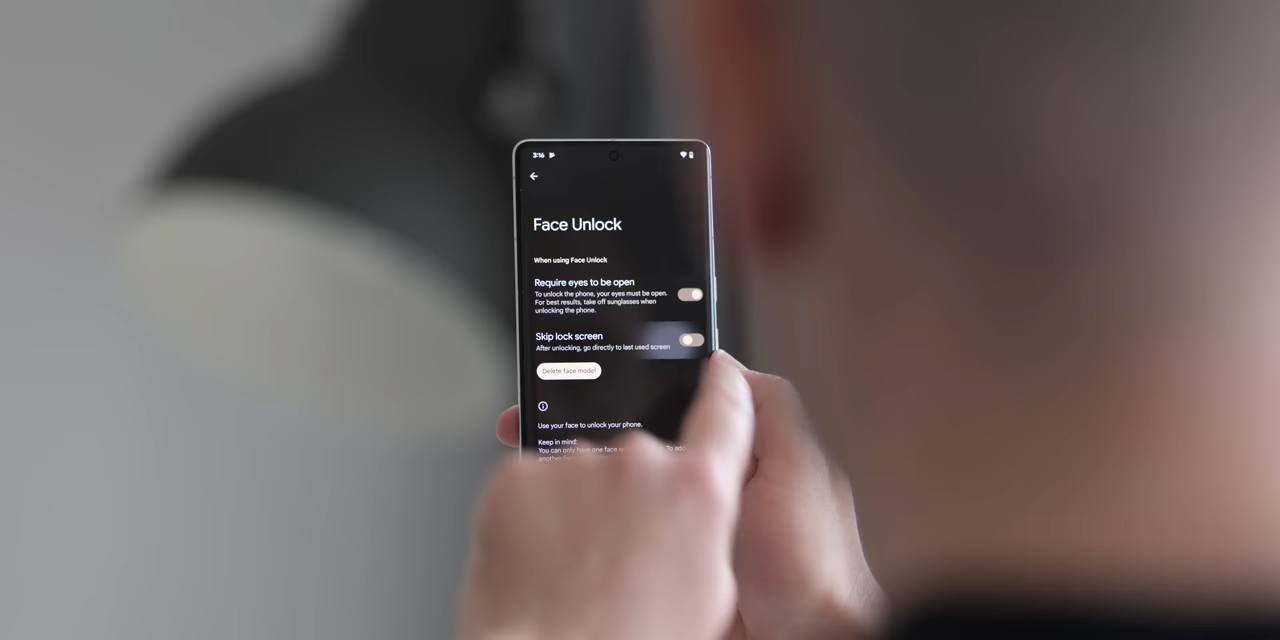 3:16
Face Unlock
When using Face Unlock
Require eyes to be open
To unlock the phone, your eyes must be open.
For best results, take off sunglasses when
unlocking the phone.
Skip lock screen
After unlocking, go directly to last used screen
Delete face model
Use your face to unlock your phone.
Keep in mind:
You can only have one face To add
another